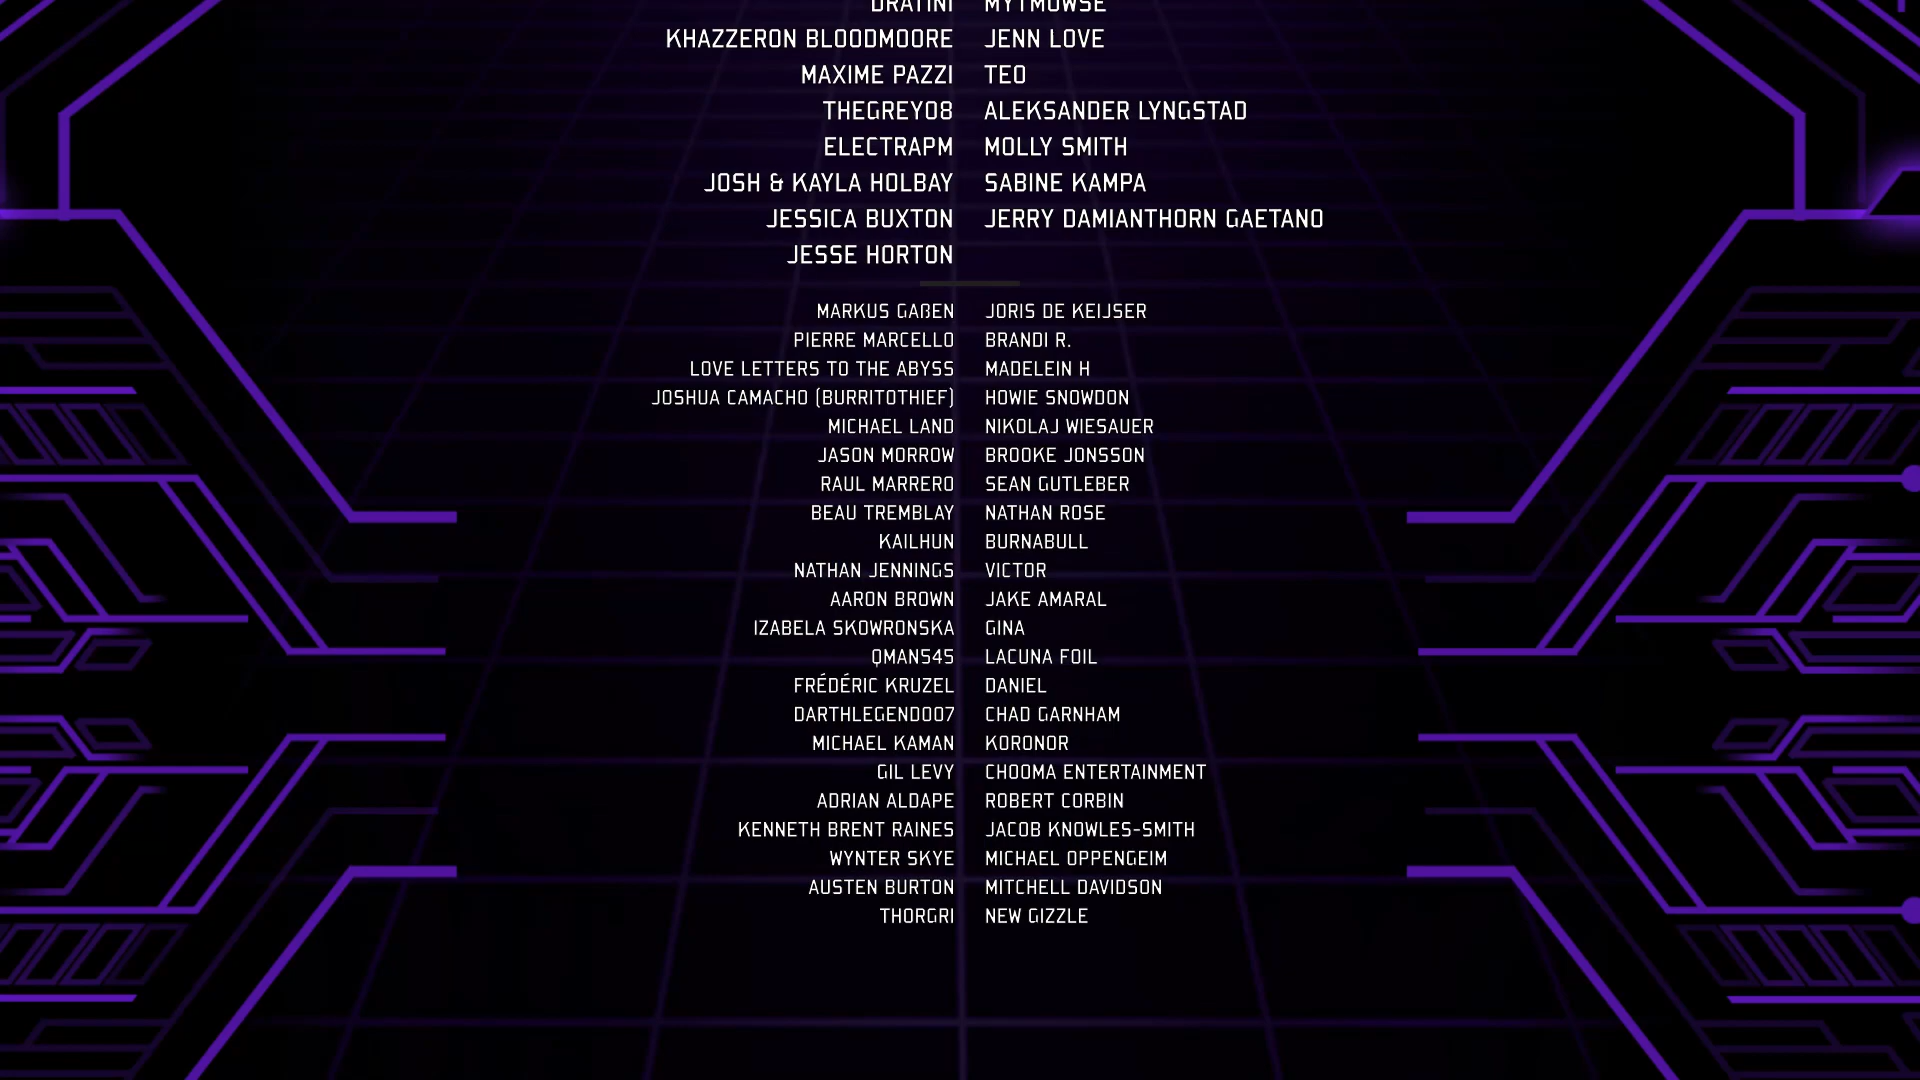 DRATINI MYTMOWSE
KHAZZERON BLOODMOORE JENN LOVE
MAXIME PAZZI TEO
THEGREY08 ALEKSANDER LYNGSTAD
ELECTRAPM MOLLY SMITH
JOSH & KAYLA HOLBAY SABINE KAMPA
JESSICA BUXTON JERRY DAMIANTHORN GAETANO
JESSE HORTON
MARKUS GAßEN JORIS DE KEIJSER
PIERRE MARCELLO BRANDI R.
LOVE LETTERS TO THE ABYSS MADELEIN H
JOSHUA CAMACHO (BURRITOTHIEF) HOWIE SNOWDON
MICHAEL LAND NIKOLAJ WIESAUER
JASON MORROW BROOKE JONSSON
RAUL MARRERO SEAN GUTLEBER
BEAU TREMBLAY NATHAN ROSE
KAILHUN BURNABULL
NATHAN JENNINGS VICTOR
AARON BROWN JAKE AMARAL
IZABELA SKOWRONSKA GINA
QMAN545 LACUNA FOIL
FRÉDÉRIC KRUZEL DANIEL
DARTHLEGEND007 CHAD GARNHAM
MICHAEL KAMAN KORONOR
GIL LEVY CHOOMA ENTERTAINMENT
ADRIAN ALDAPE ROBERT CORBIN
KENNETH BRENT RAINES JACOB KNOWLES-SMITH
WYNTER SKYE MICHAEL OPPENGEIM
AUSTEN BURTON MITCHELL DAVIDSON
THORGRI NEW GIZZLE